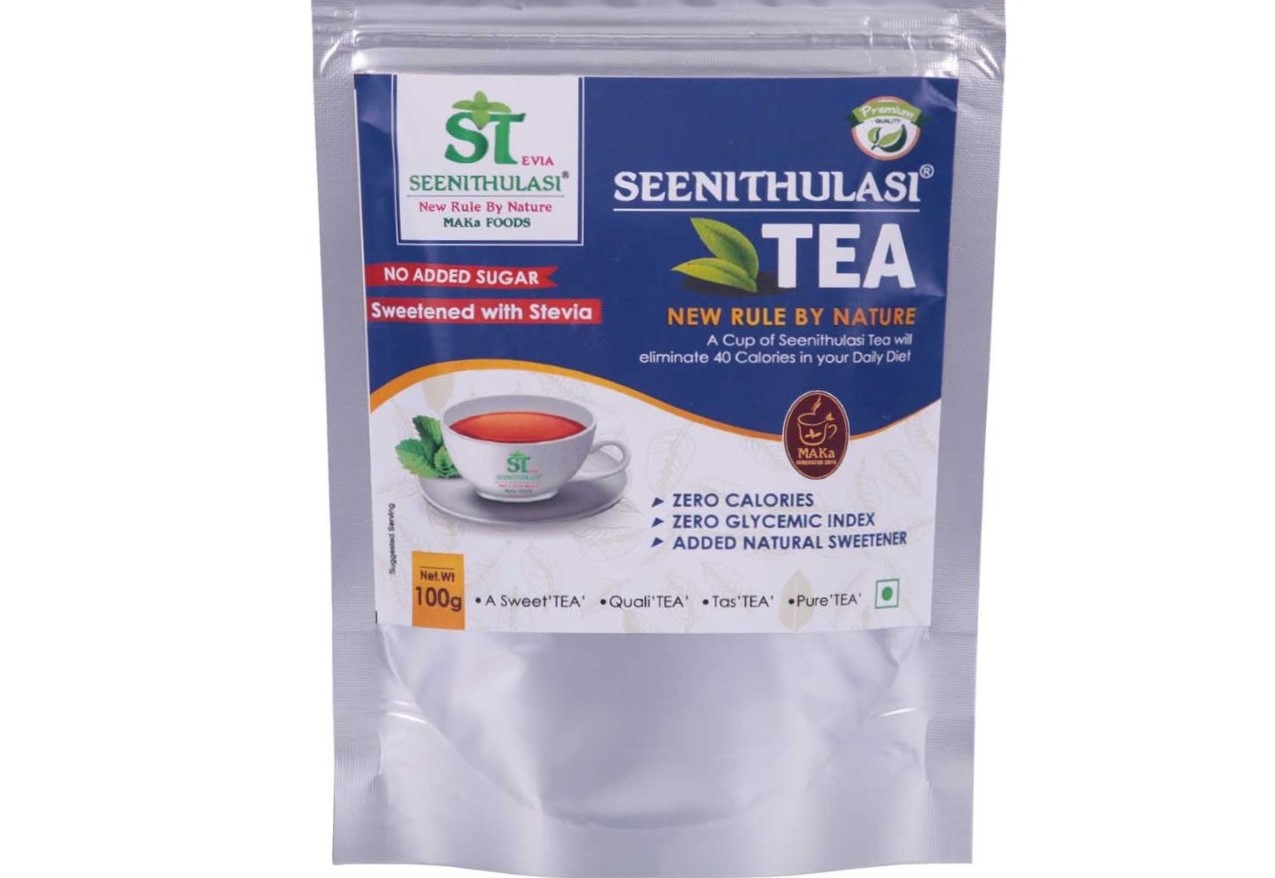 ST
EVIA
SEENITHULASI®
New Rule By Nature
MAKa FOODS
Premium
QUALITY
SEENITHULASI®
TEA
NO ADDED SUGAR
Sweetened with Stevia
NEW RULE BY NATURE
A Cup of Seenithulasi Tea will
eliminate 40 Calories in your Daily Diet
MAKa
ST
SEENITHULASI
ZERO CALORIES
ZERO GLYCEMIC INDEX
ADDED NATURAL SWEETENER
Suggested Serving
Net.Wt
100g
• A Sweet'TEA' • Quali'TEA' • Tas'TEA' • Pure'TEA'